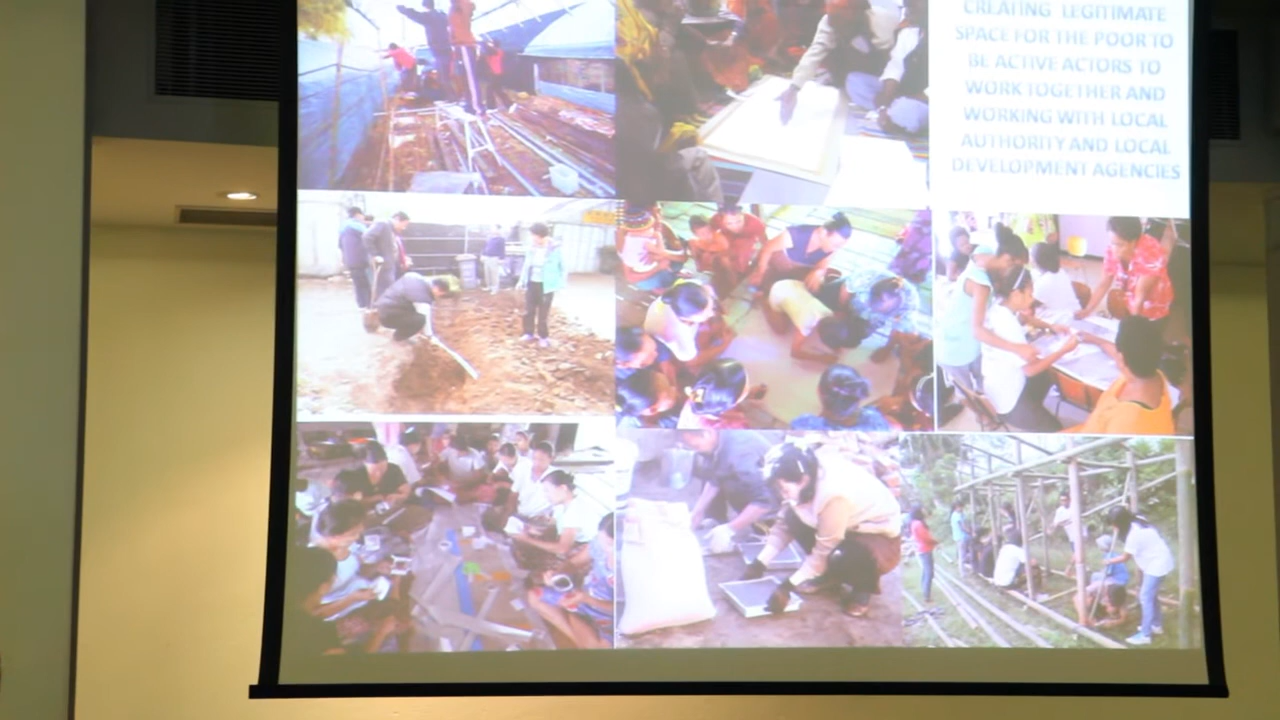 CREATING LEGITIMATE
SPACE FOR THE POOR TO
BE ACTIVE ACTORS TO
WORK TOGETHER AND
WORKING WITH LOCAL
AUTHORITY AND LOCAL
DEVELOPMENT AGENCIES